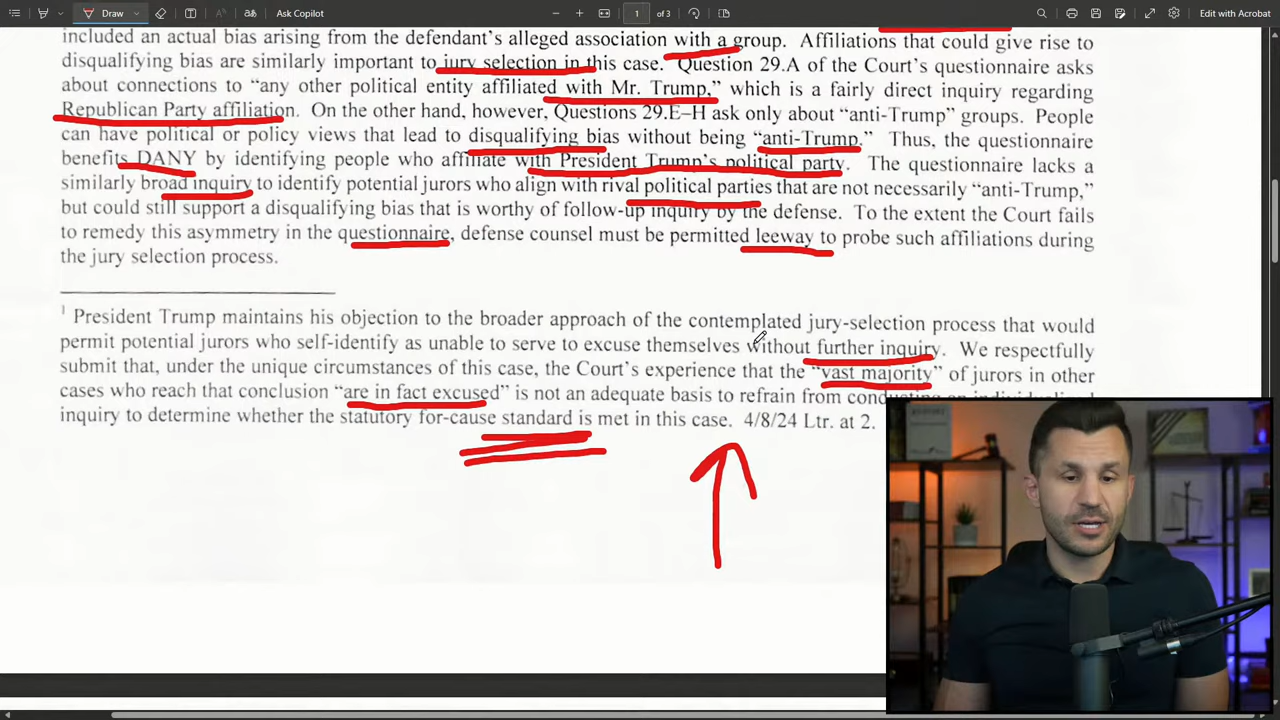 Draw
Ask Copilot
1
of 3
Edit with Acrobat
included an actual bias arising from the defendant's alleged association with a group. Affiliations that could give rise to
disqualifying bias are similarly important to jury selection in this case. Question 29.A of the Court's questionnaire asks
about connections to “any other political entity affiliated with Mr. Trump,” which is a fairly direct inquiry regarding
Republican Party affiliation. On the other hand, however, Questions 29.E–H ask only about “anti-Trump” groups. People
can have political or policy views that lead to disqualifying bias without being “anti-Trump.” Thus, the questionnaire
benefits DANY by identifying people who affiliate with President Trump's political party. The questionnaire lacks a
similarly broad inquiry to identify potential jurors who align with rival political parties that are not necessarily “anti-Trump,”
but could still support a disqualifying bias that is worthy of follow-up inquiry by the defense. To the extent the Court fails
to remedy this asymmetry in the questionnaire, defense counsel must be permitted leeway to probe such affiliations during
the jury selection process.
1 President Trump maintains his objection to the broader approach of the contemplated jury-selection process that would
permit potential jurors who self-identify as unable to serve to excuse themselves without further inquiry. We respectfully
submit that, under the unique circumstances of this case, the Court's experience that the “vast majority” of jurors in other
cases who reach that conclusion “are in fact excused” is not an adequate basis to refrain from
inquiry to determine whether the statutory for-cause standard is met in this case. 4/8/24 Ltr. at 2.